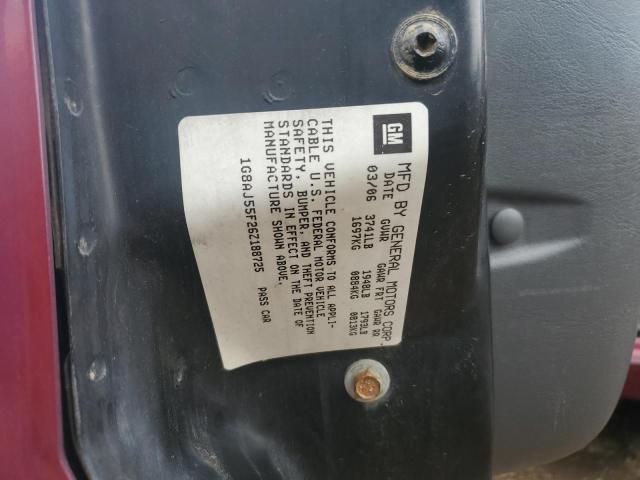 GM
MFD BY GENERAL MOTORS CORP.
DATE GVWR GAWR FRT GAWR RR
03/06 3741LB 1948LB 1793LB
1697KG 0884KG 0813KG
THIS VEHICLE CONFORMS TO ALL APPLI-
CABLE U.S. FEDERAL MOTOR VEHICLE
SAFETY, BUMPER, AND THEFT PREVENTION
STANDARDS IN EFFECT ON THE DATE OF
MANUFACTURE SHOWN ABOVE.
1G8AJ55F26Z188725 PASS CAR